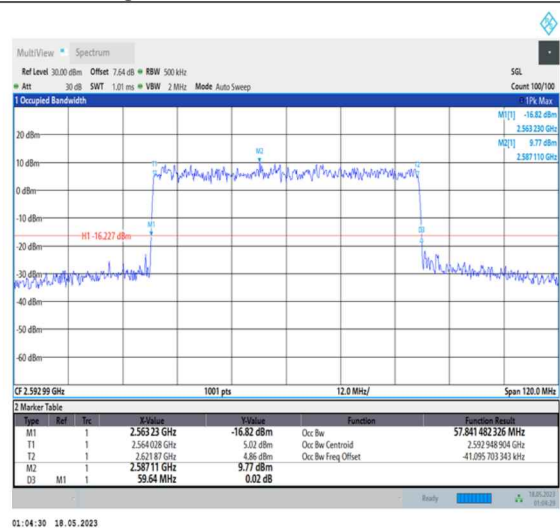 MultiView Spectrum
Ref Level 30.00 dBm Offset 7.64 dB RBW 500 kHz SGL
Att 30 dB SWT 1.01 ms VBW 2 MHz Mode Auto Sweep Count 100/100
1 Occupied Bandwidth 1Pk Max
M1[1] -16.82 dBm
2.563 230 GHz
M2[1] 9.77 dBm
2.587 110 GHz
20 dBm
M2
10 dBm
0 dBm
-10 dBm
M1
H1 -16.227 dBm
D3
-20 dBm
-30 dBm
-40 dBm
-50 dBm
-60 dBm
CF 2.592 99 GHz 1001 pts 12.0 MHz/ Span 120.0 MHz
2 Marker Table
Type Ref Trc X-Value Y-Value Function Function Result
M1 1 2.563 23 GHz -16.82 dBm Occ Bw 57.841 482 326 MHz
T1 1 2.564 028 GHz 5.02 dBm Occ Bw Centroid 2.592 948 904 GHz
T2 1 2.621 87 GHz 4.86 dBm Occ Bw Freq Offset -41.095 703 343 kHz
M2 1 2.587 11 GHz 9.77 dBm
D3 M1 1 59.64 MHz 0.02 dB
Ready 18.05.2023
01:04:29
01:04:30 18.05.2023